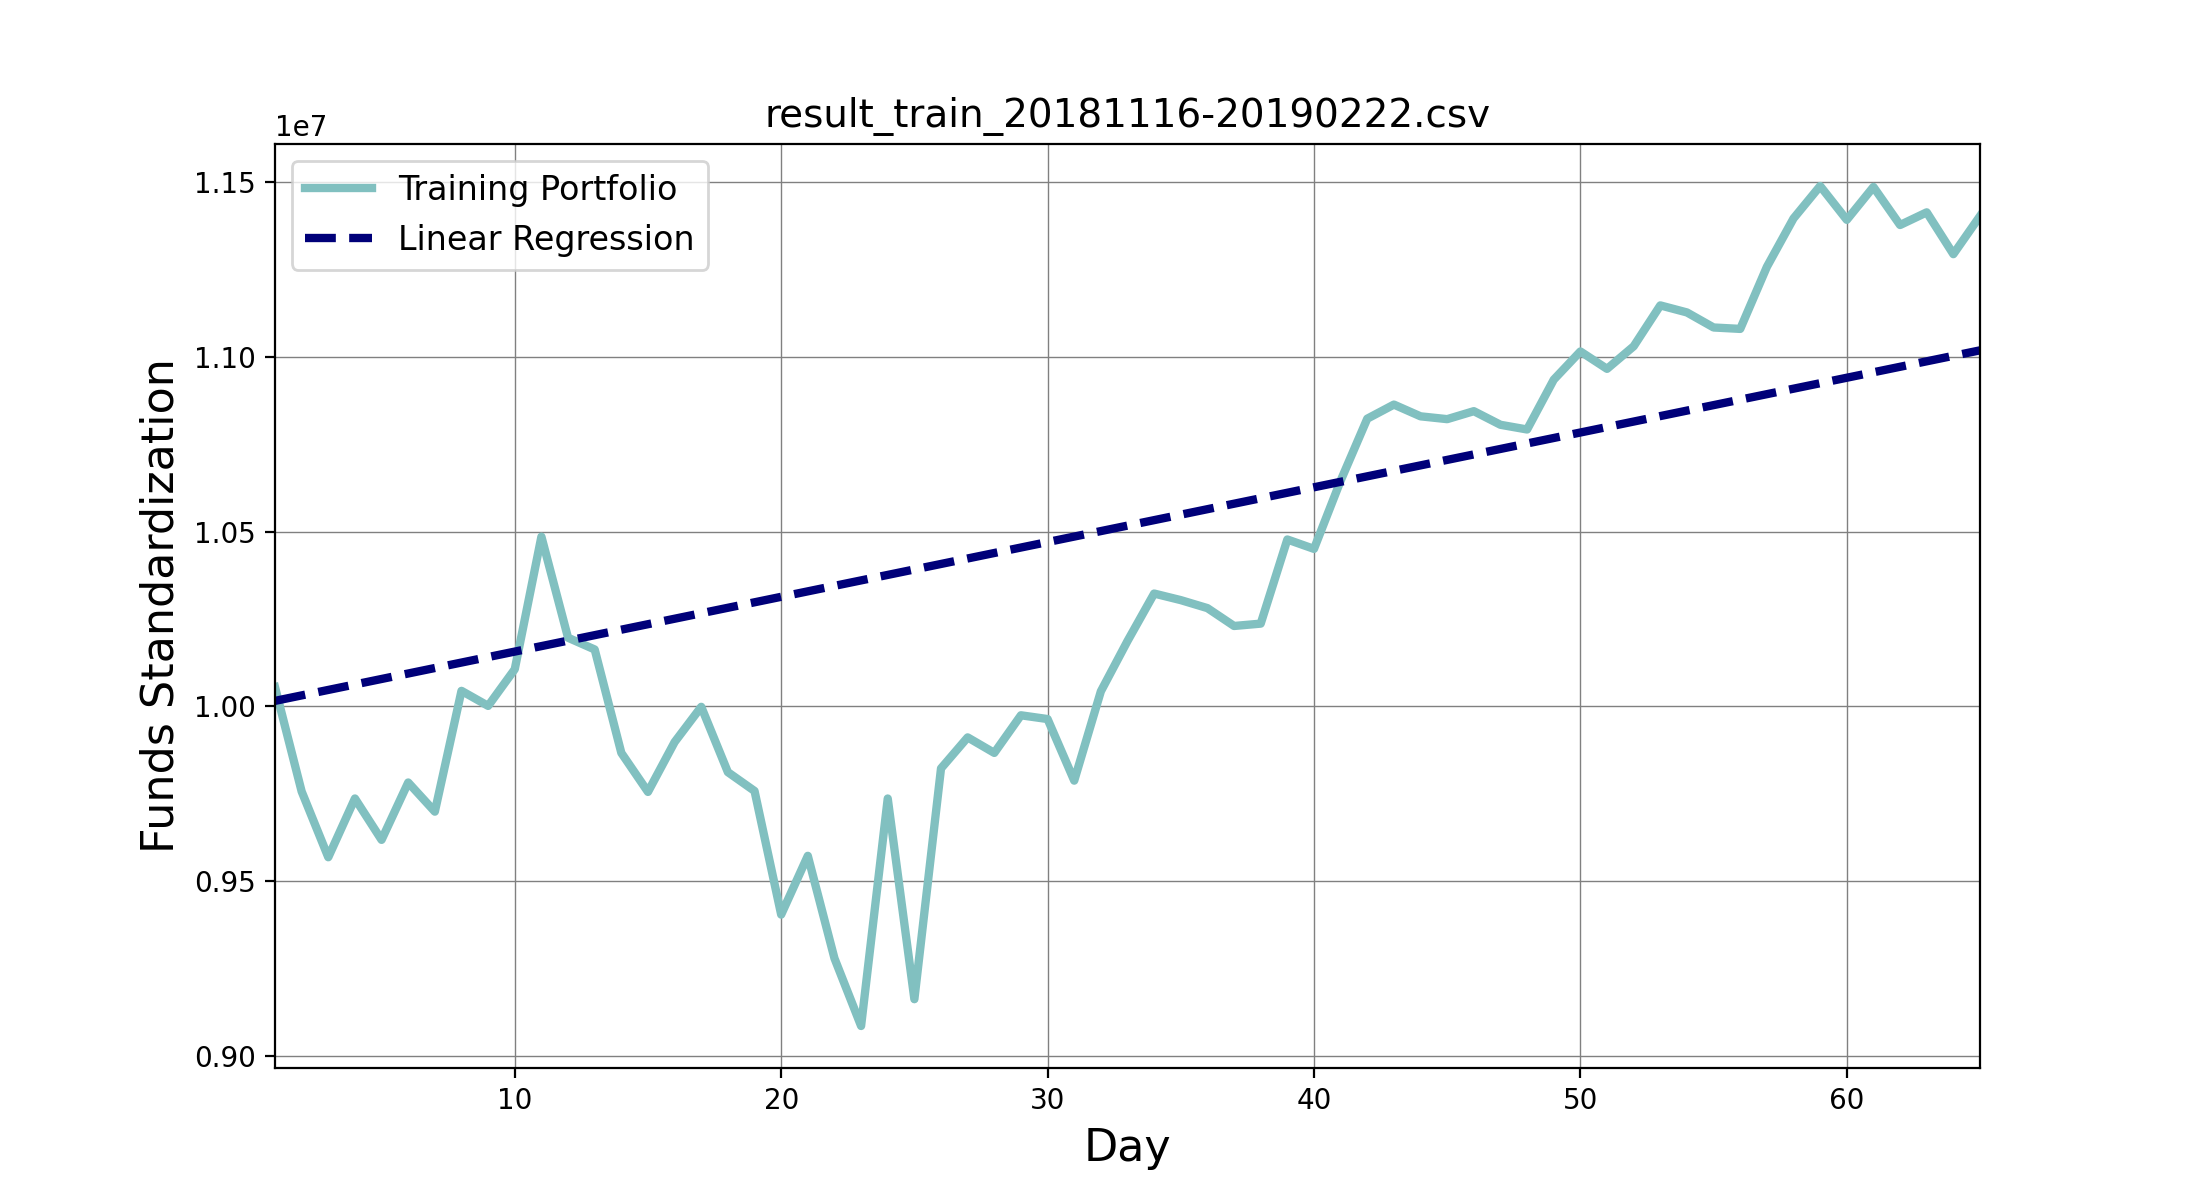 result_train_20181116-20190222.csv
1e7
Training Portfolio
Linear Regression
1.15
1.10
1.05
1.00
0.95
0.90
Funds Standardization
10 20 30 40 50 60
Day